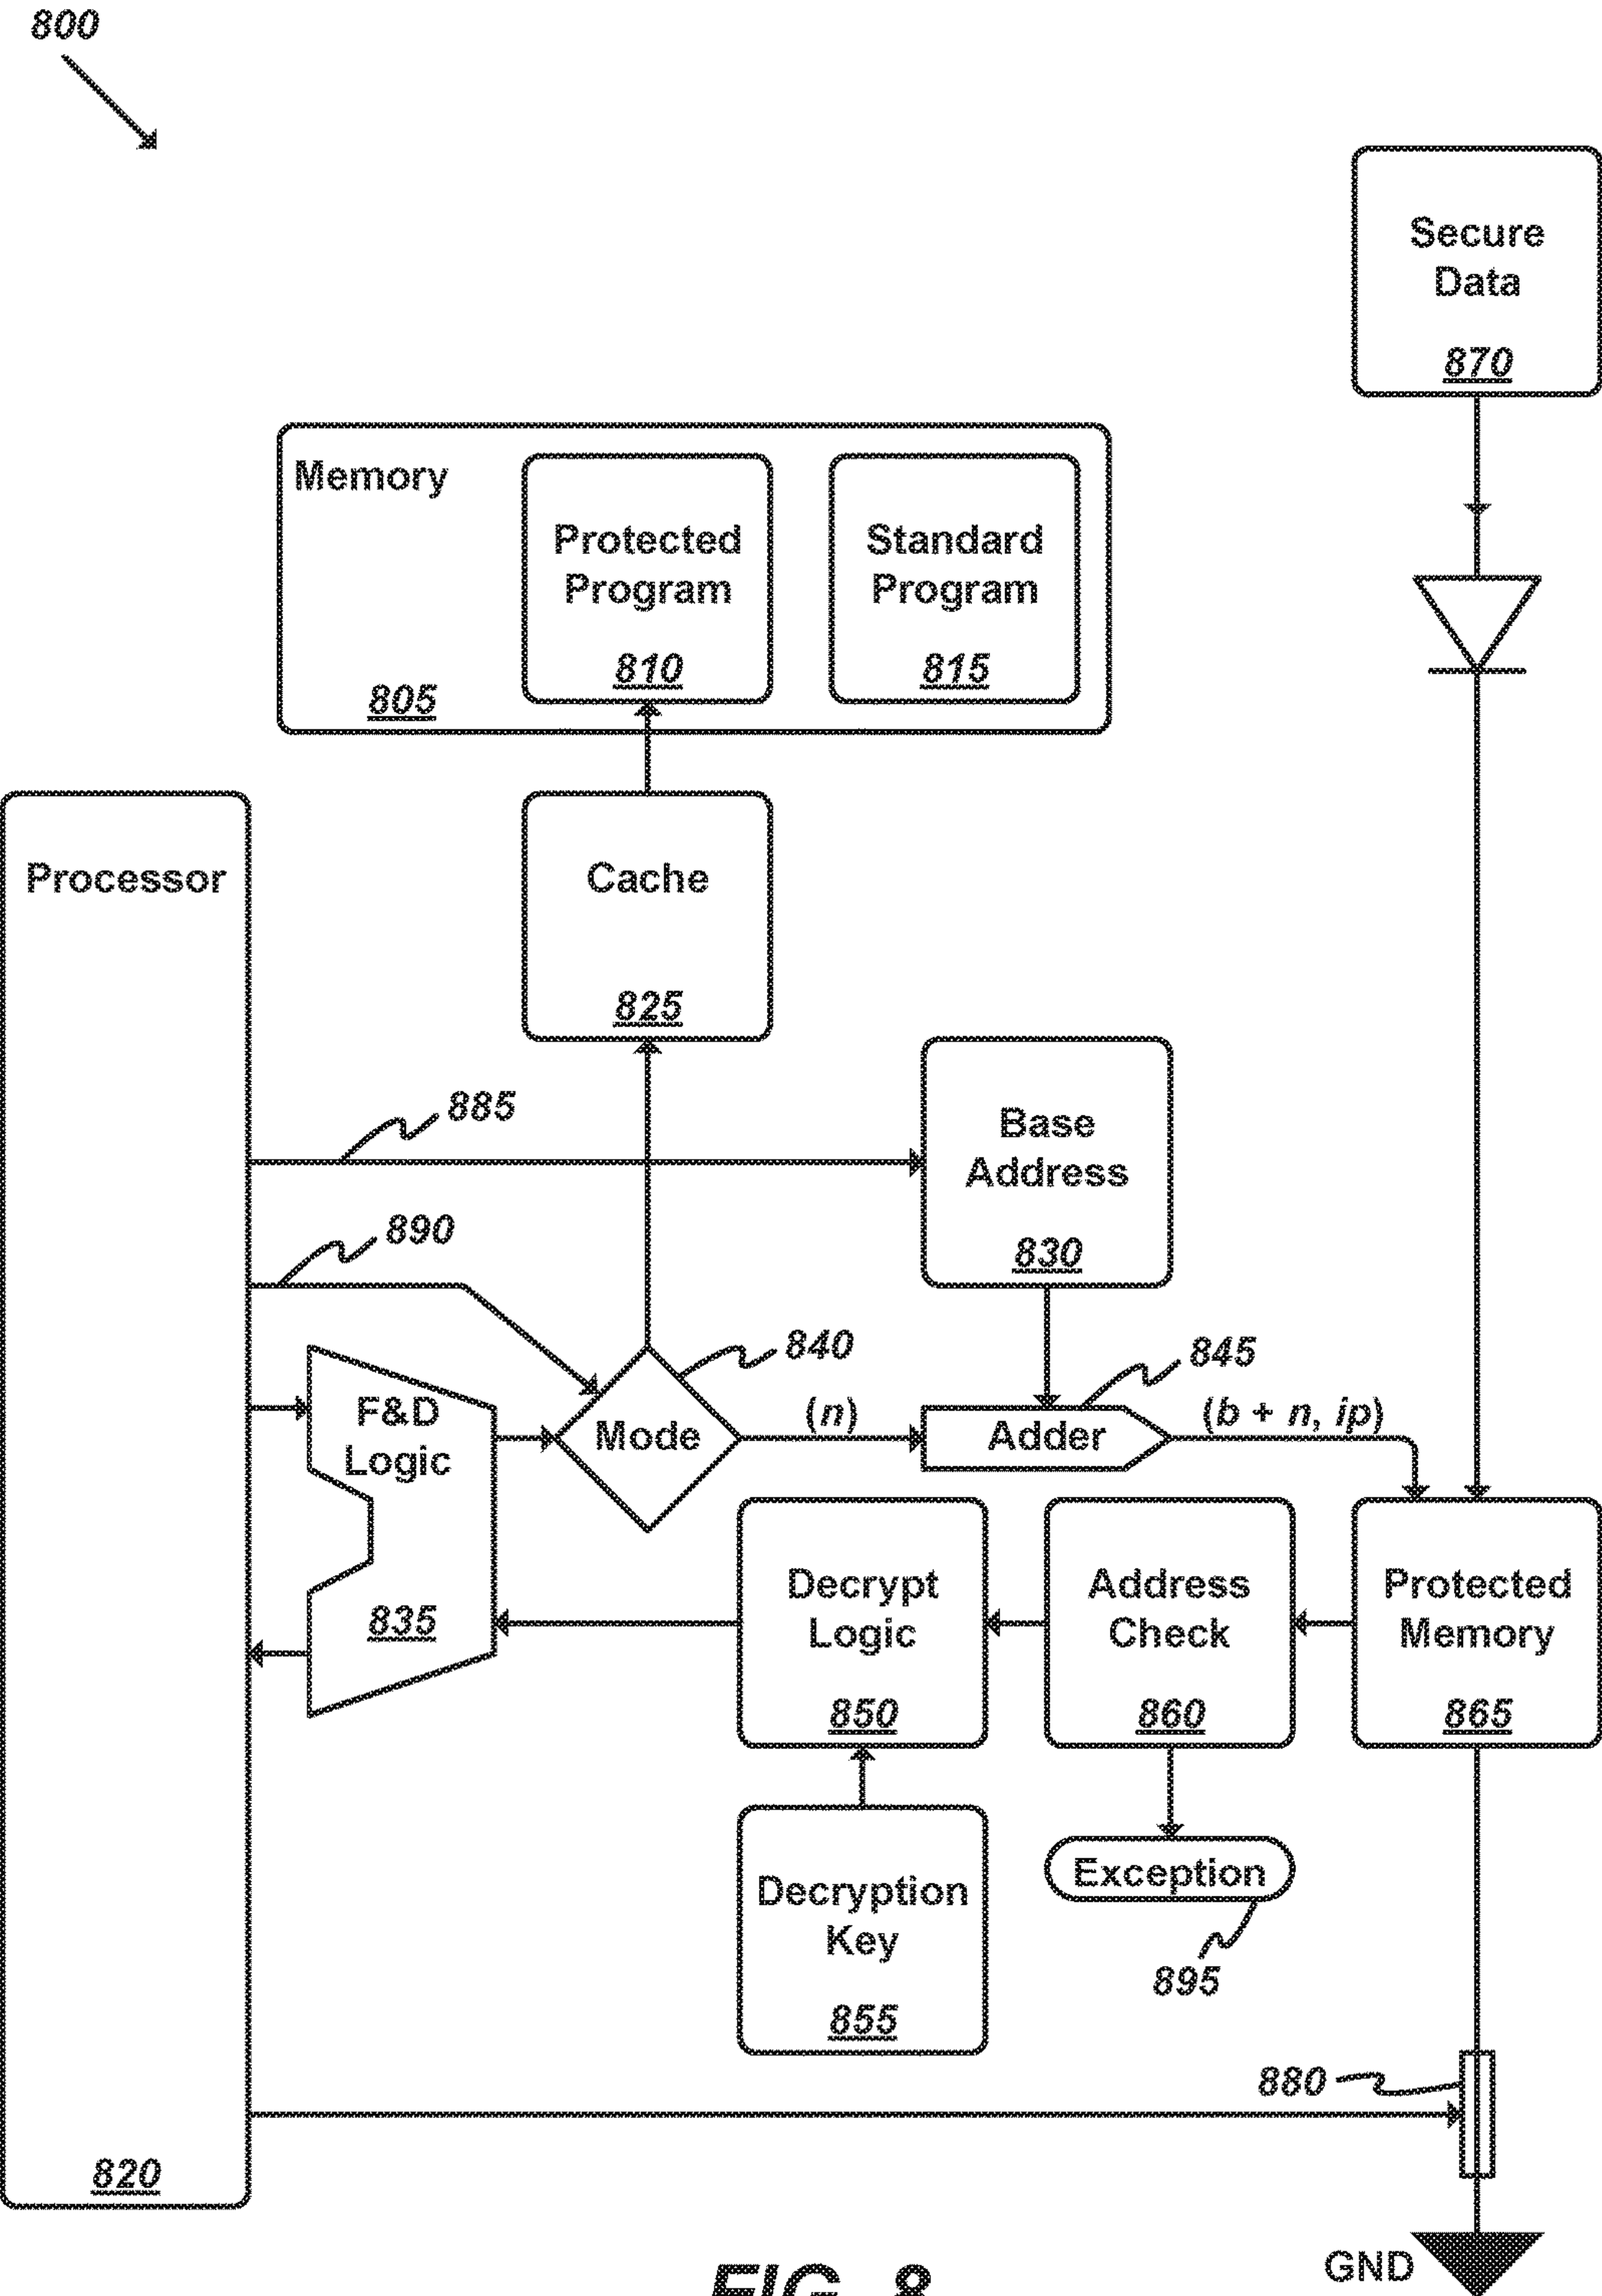 800
Secure
Data
870
Memory
805
Protected
Program
810
Standard
Program
815
Processor
820
Cache
825
885
Base
Address
830
890
840
845
F&D
Logic
835
Mode
(n)
Adder
(b + n, ip)
Decrypt
Logic
850
Address
Check
860
Protected
Memory
865
Decryption
Key
855
Exception
895
880
GND
FIG. 8